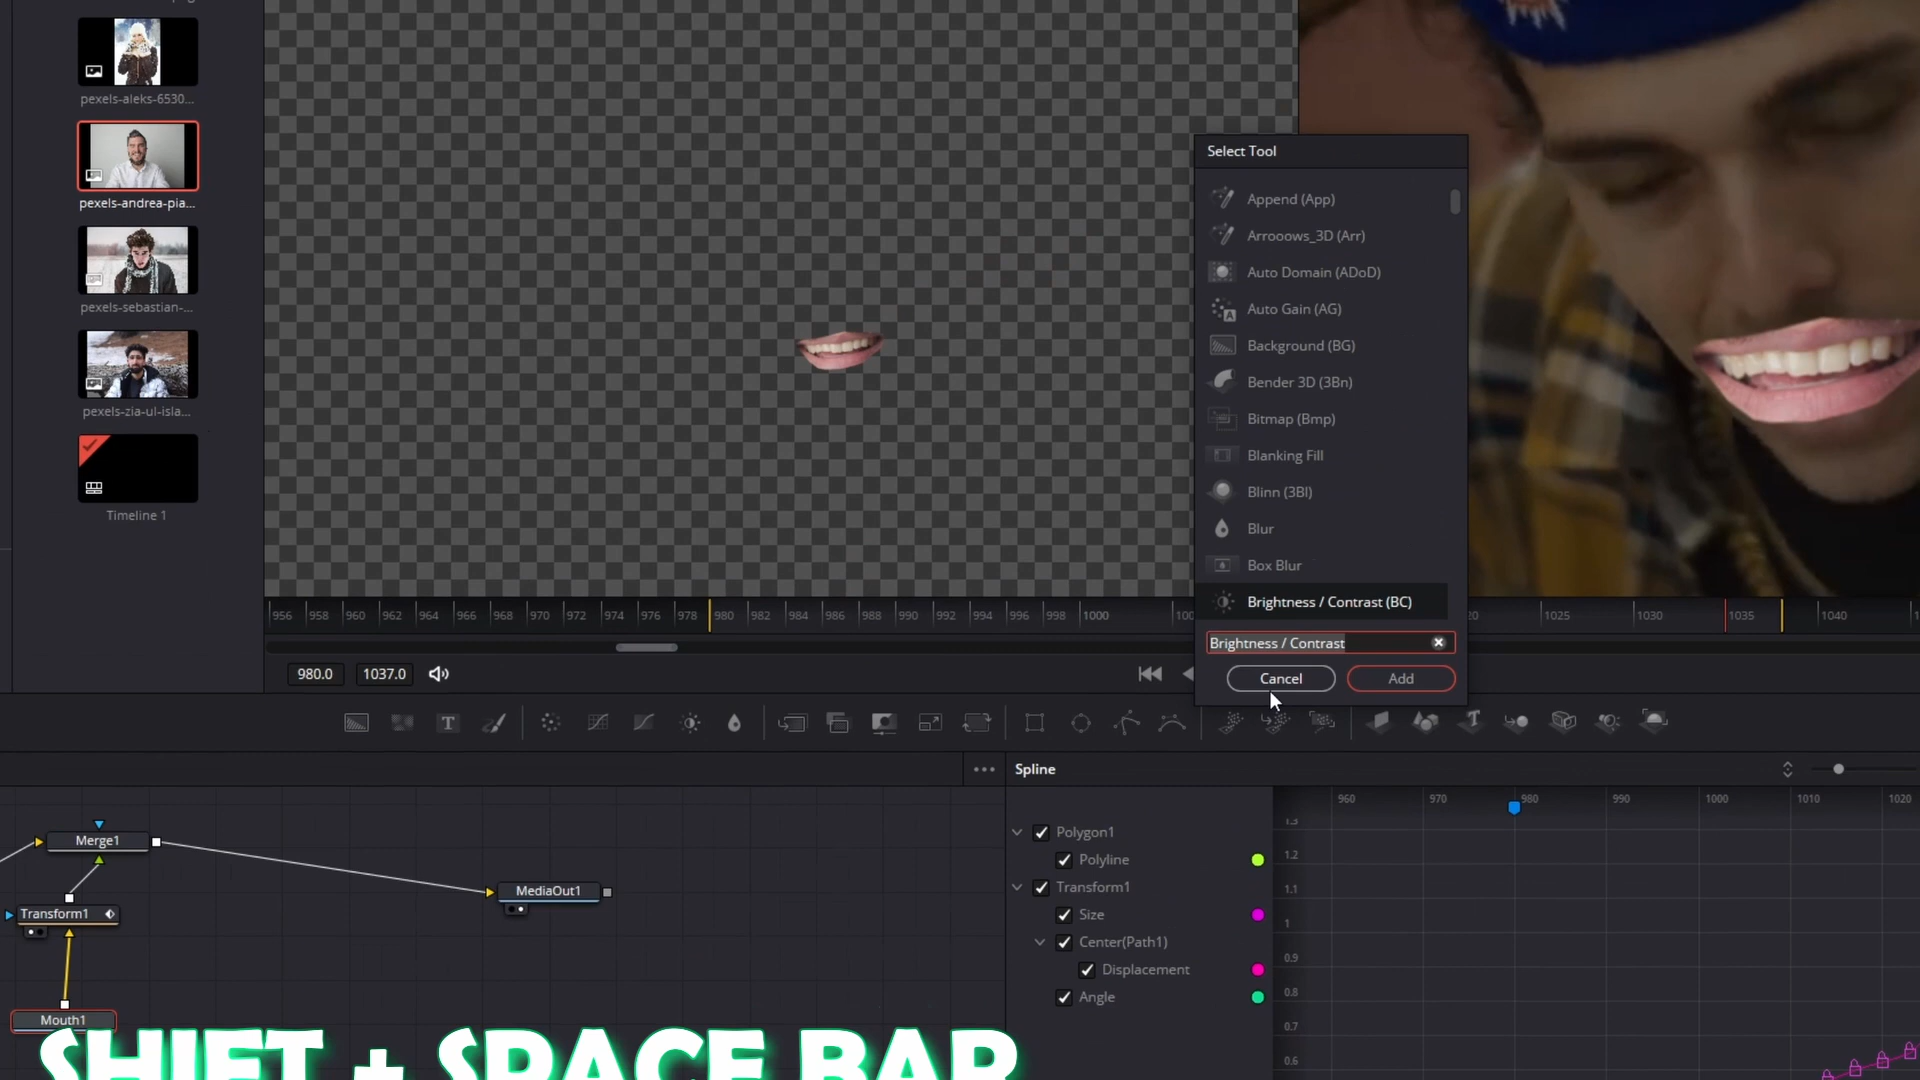 pexels-aleks-6530...
pexels-andrea-pia...
pexels-sebastian-...
pexels-zia-ul-isla...
Timeline 1
Select Tool
Append (App)
Arrooows_3D (Arr)
Auto Domain (ADoD)
Auto Gain (AG)
Background (BG)
Bender 3D (3Bn)
Bitmap (Bmp)
Blanking Fill
Blinn (3Bl)
Blur
Box Blur
Brightness / Contrast (BC)
Brightness / Contrast
Cancel
Add
956 958 960 962 964 966 968 970 972 974 976 978 980 982 984 986 988 990 992 994 996 998 1000
1025 1030 1035 1040
980.0
1037.0
T
T
Spline
Merge1
MediaOut1
Transform1
Mouth1
Polygon1
Polyline
Transform1
Size
Center(Path1)
Displacement
Angle
960 970 980 990 1000 1010 1020
1.3
1.2
1.1
1
0.9
0.8
0.7
0.6
SHIFT + SPACE BAR